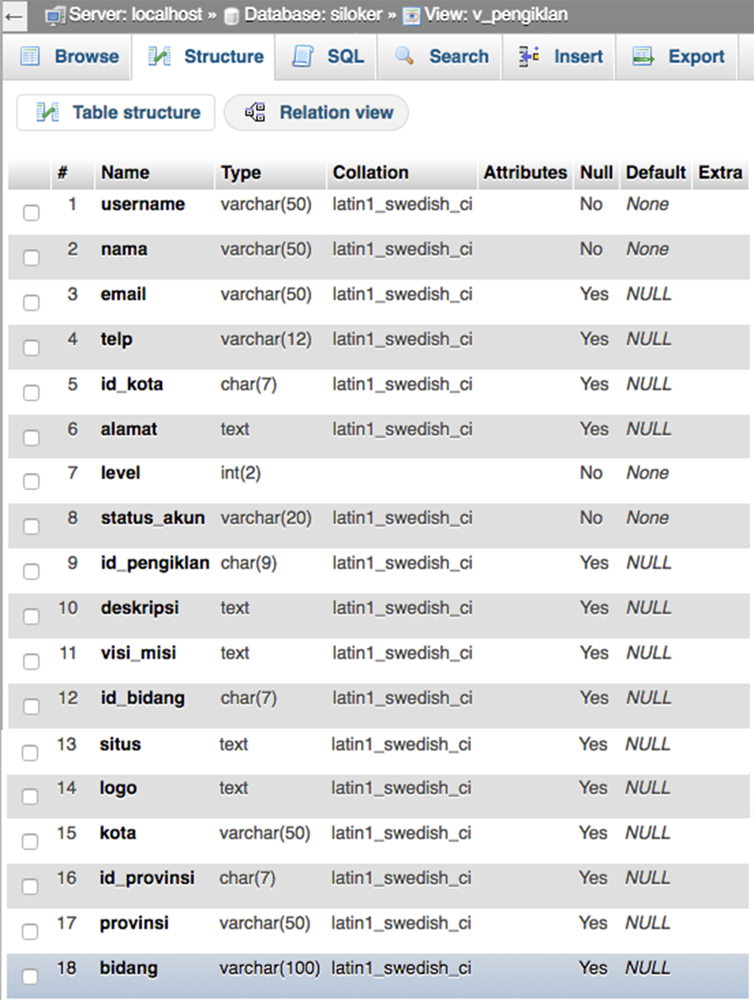 ← Server: localhost » Database: siloker » View: v_pengiklan
Browse Structure SQL Search Insert Export
Table structure Relation view
# Name Type Collation Attributes Null Default Extra
1 username varchar(50) latin1_swedish_ci No None
2 nama varchar(50) latin1_swedish_ci No None
3 email varchar(50) latin1_swedish_ci Yes NULL
4 telp varchar(12) latin1_swedish_ci Yes NULL
5 id_kota char(7) latin1_swedish_ci Yes NULL
6 alamat text latin1_swedish_ci Yes NULL
7 level int(2) No None
8 status_akun varchar(20) latin1_swedish_ci No None
9 id_pengiklan char(9) latin1_swedish_ci Yes NULL
10 deskripsi text latin1_swedish_ci Yes NULL
11 visi_misi text latin1_swedish_ci Yes NULL
12 id_bidang char(7) latin1_swedish_ci Yes NULL
13 situs text latin1_swedish_ci Yes NULL
14 logo text latin1_swedish_ci Yes NULL
15 kota varchar(50) latin1_swedish_ci Yes NULL
16 id_provinsi char(7) latin1_swedish_ci Yes NULL
17 provinsi varchar(50) latin1_swedish_ci Yes NULL
18 bidang varchar(100) latin1_swedish_ci Yes NULL